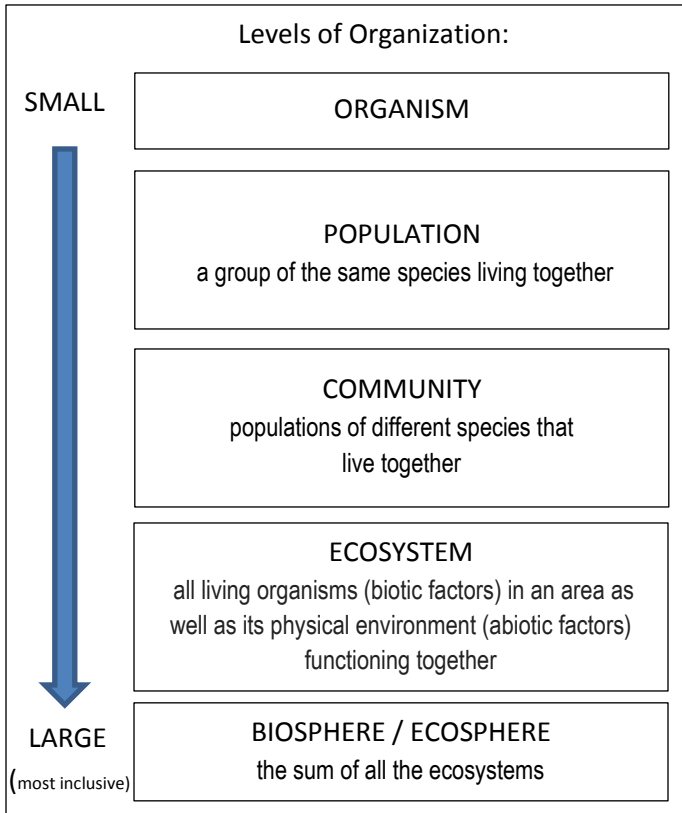 Levels of Organization:
SMALL
ORGANISM
POPULATION
a group of the same species living together
COMMUNITY
populations of different species that
live together
ECOSYSTEM
all living organisms (biotic factors) in an area as
well as its physical environment (abiotic factors)
functioning together
LARGE
(most inclusive)
BIOSPHERE / ECOSPHERE
the sum of all the ecosystems